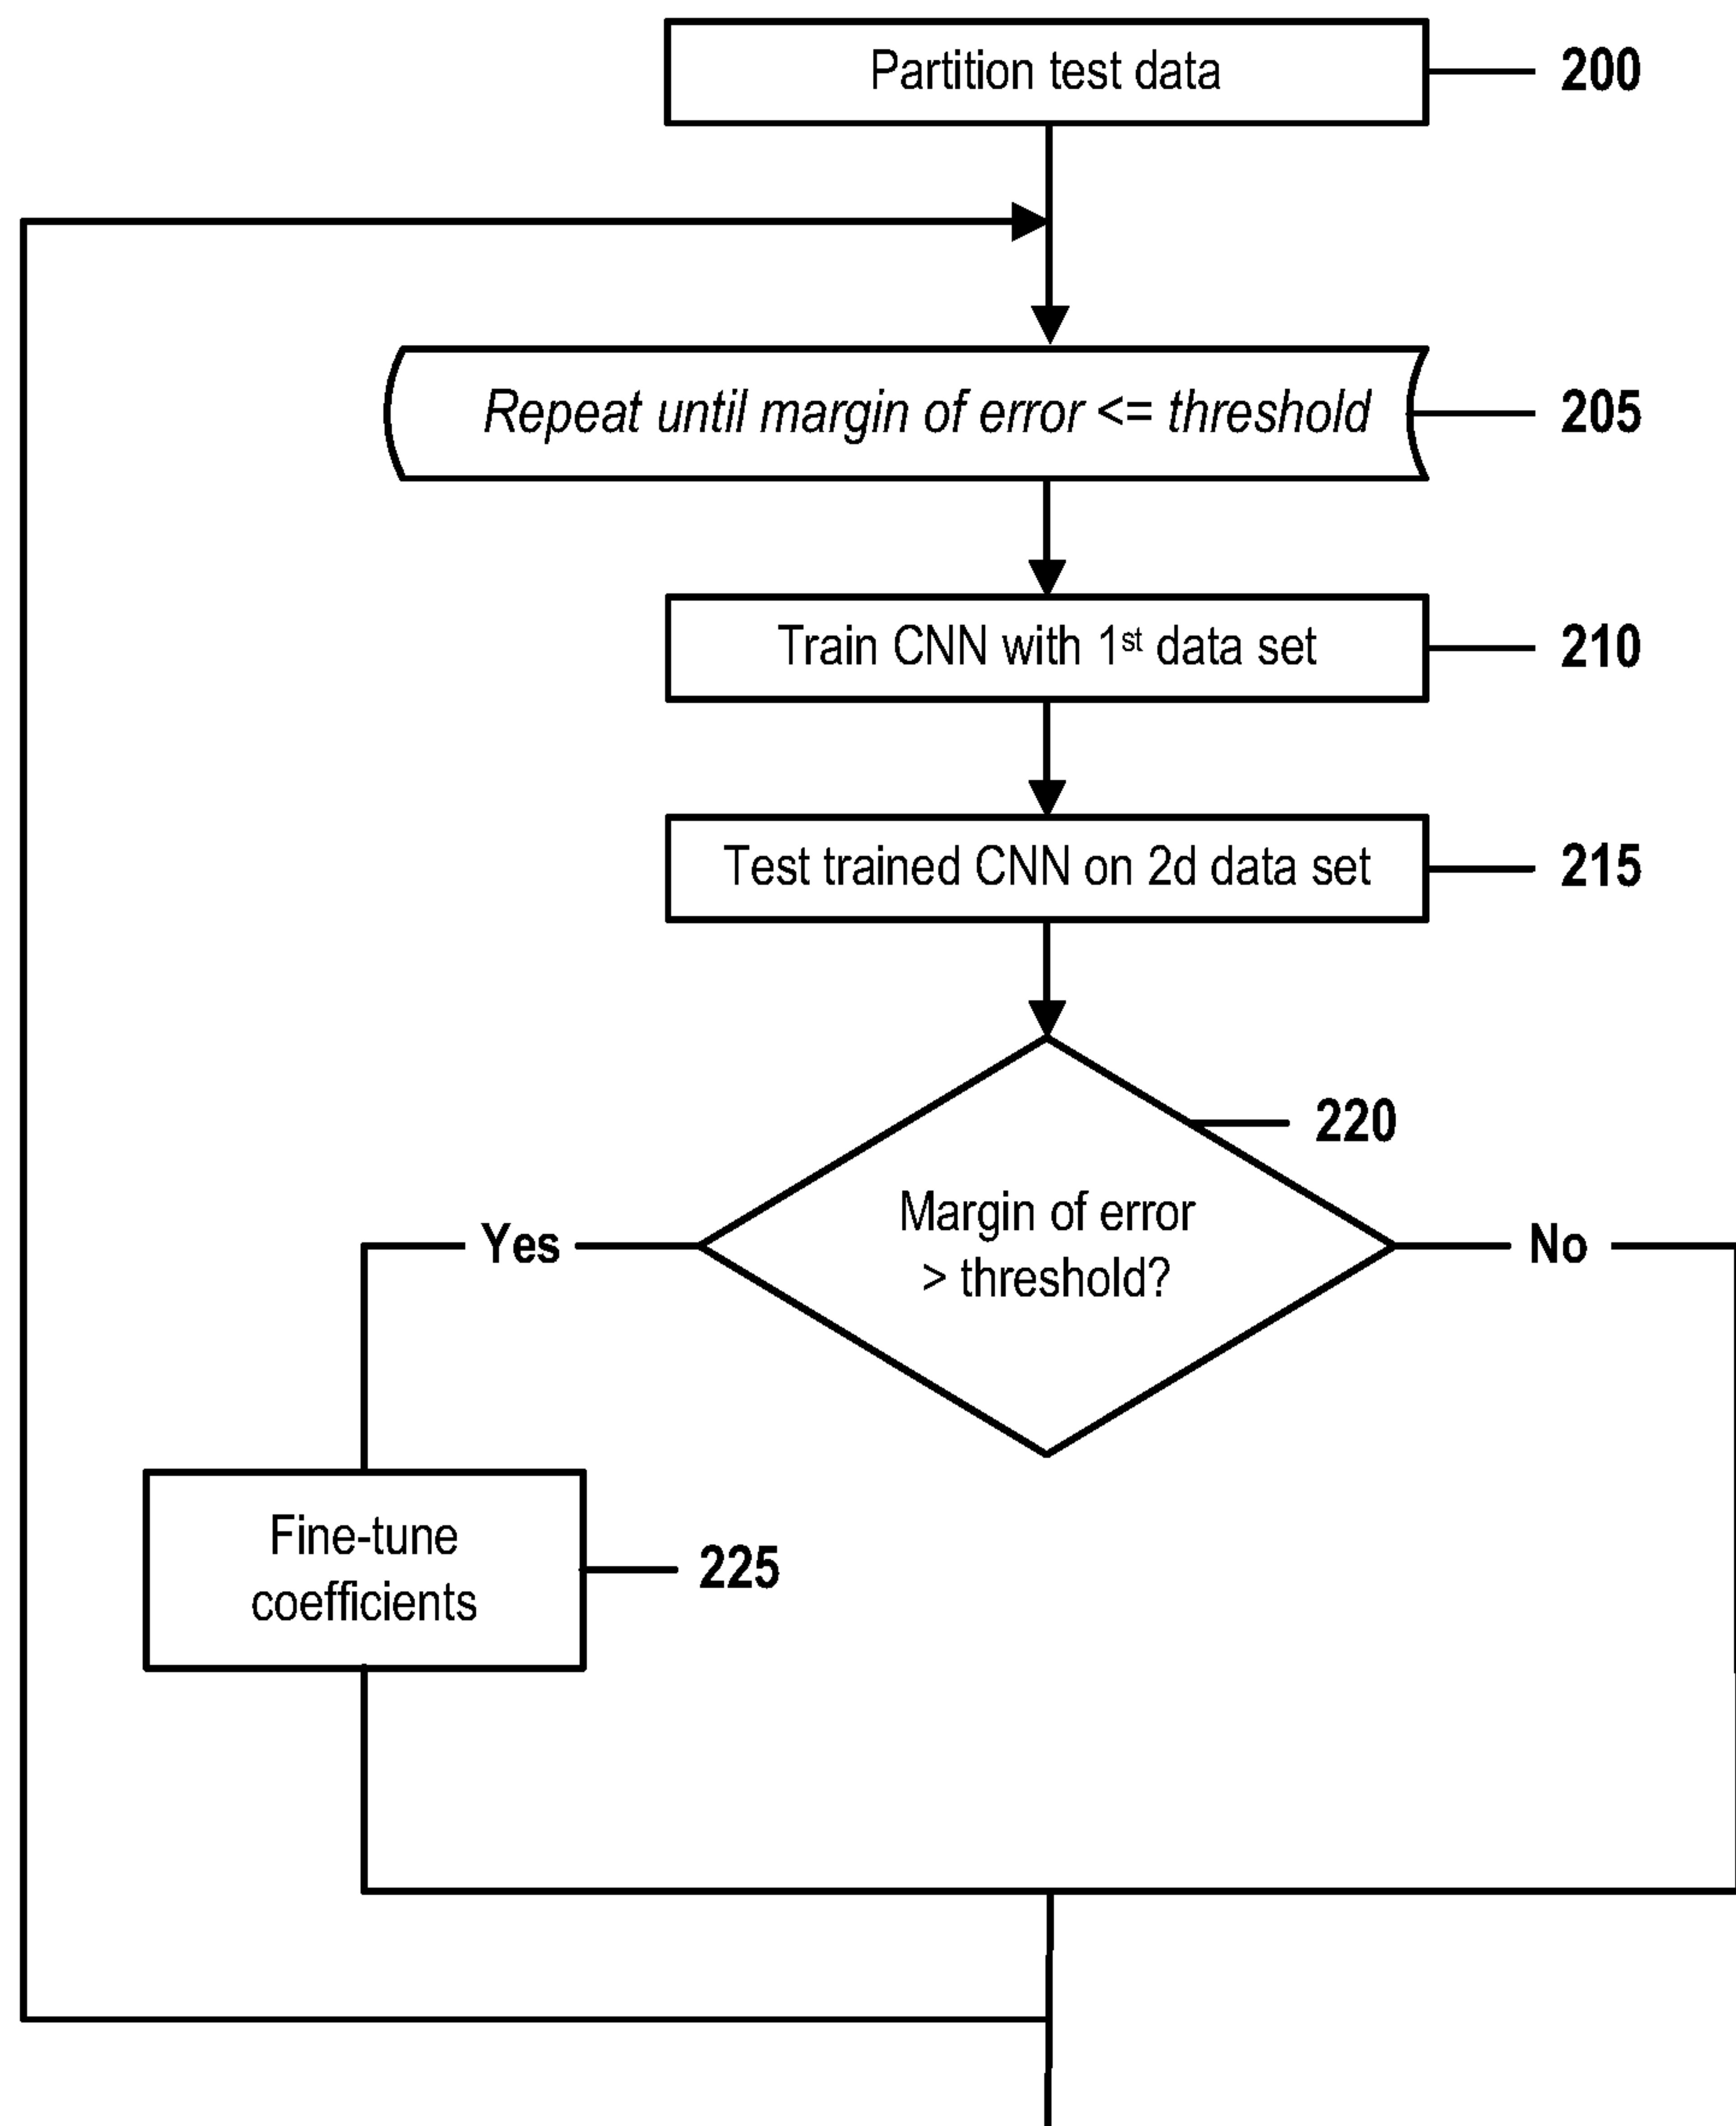 Partition test data
200
Repeat until margin of error <= threshold
205
Train CNN with 1st data set
210
Test trained CNN on 2d data set
215
220
Margin of error
> threshold?
Yes
No
Fine-tune
coefficients
225